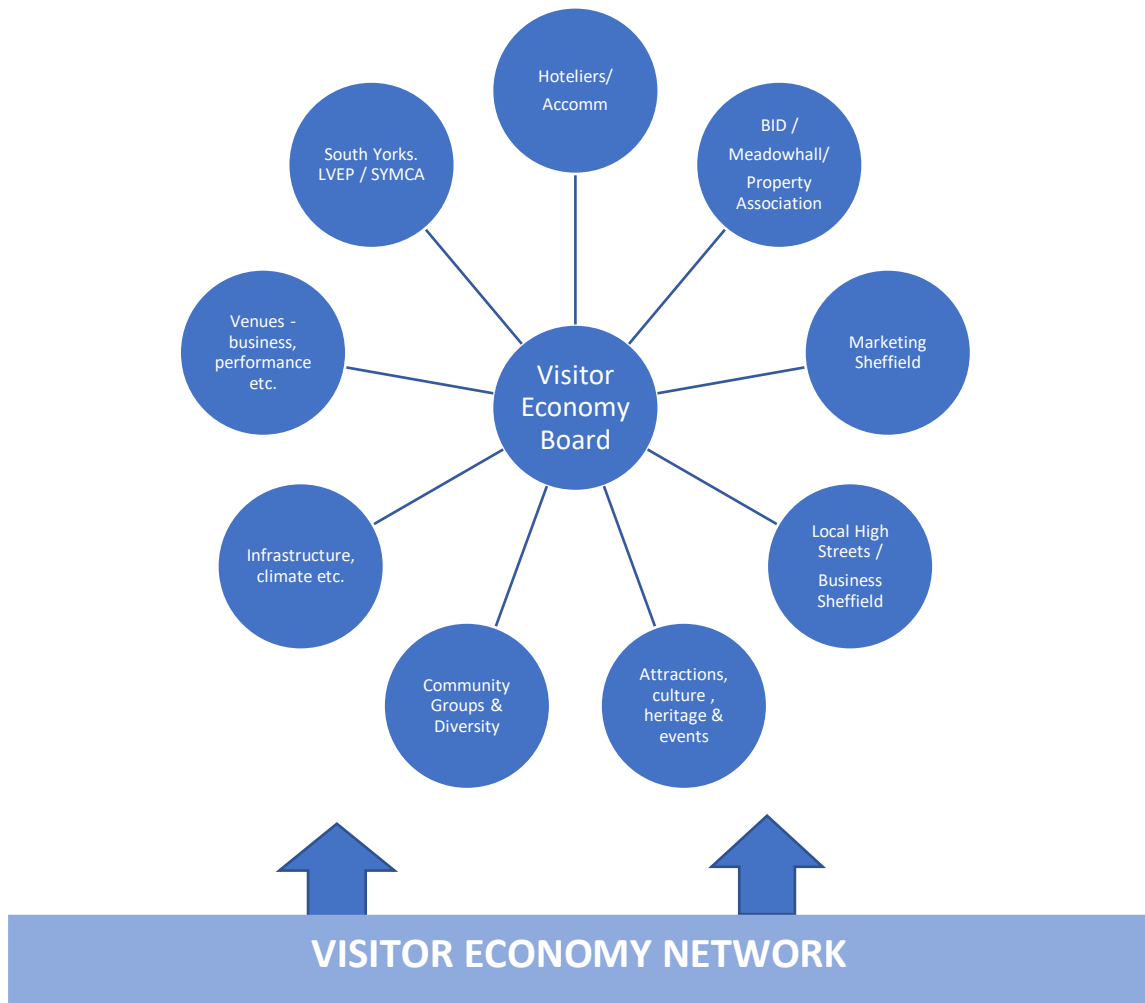 Hoteliers/
Accomm
BID /
Meadowhall/
Property
Association
Marketing
Sheffield
Local High
Streets /
Business
Sheffield
Attractions,
culture ,
heritage &
events
Community
Groups &
Diversity
Infrastructure,
climate etc.
Venues -
business,
performance
etc.
South Yorks.
LVEP / SYMCA
Visitor
Economy
Board
VISITOR ECONOMY NETWORK